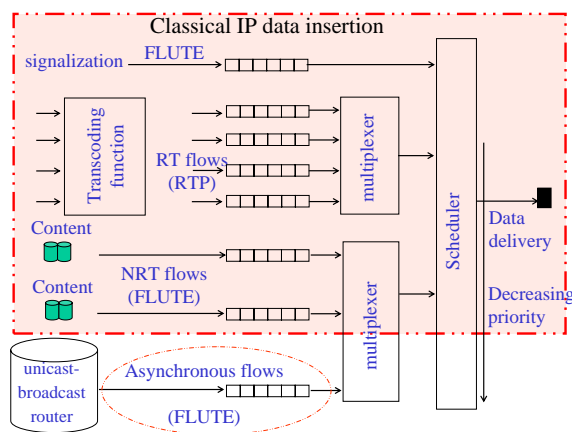 Classical IP data insertion
signalization
FLUTE
Transcoding
function
RT flows
(RTP)
multiplexer
Scheduler
Content
Content
NRT flows
(FLUTE)
multiplexer
Data
delivery
Decreasing
priority
unicast-
broadcast
router
Asynchronous flows
(FLUTE)